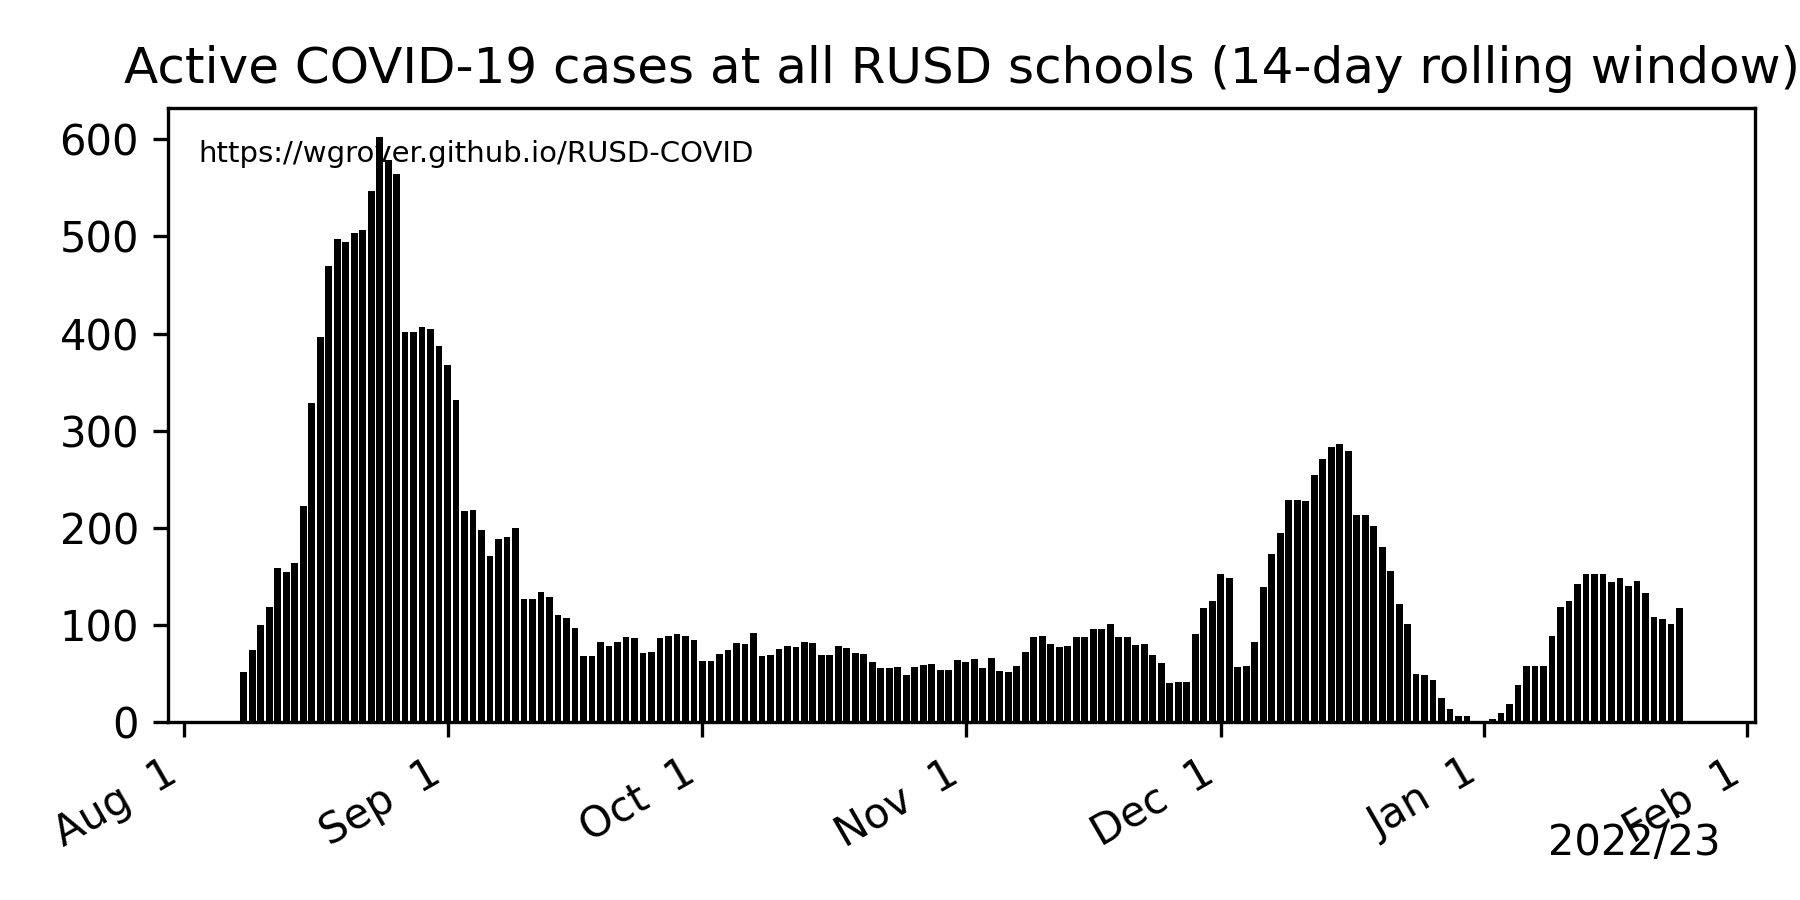 Active COVID-19 cases at all RUSD schools (14-day rolling window)
https://wgrover.github.io/RUSD-COVID
600
500
400
300
200
100
0
Aug 1
Sep 1
Oct 1
Nov 1
Dec 1
Jan 1
Feb 1
2022/23